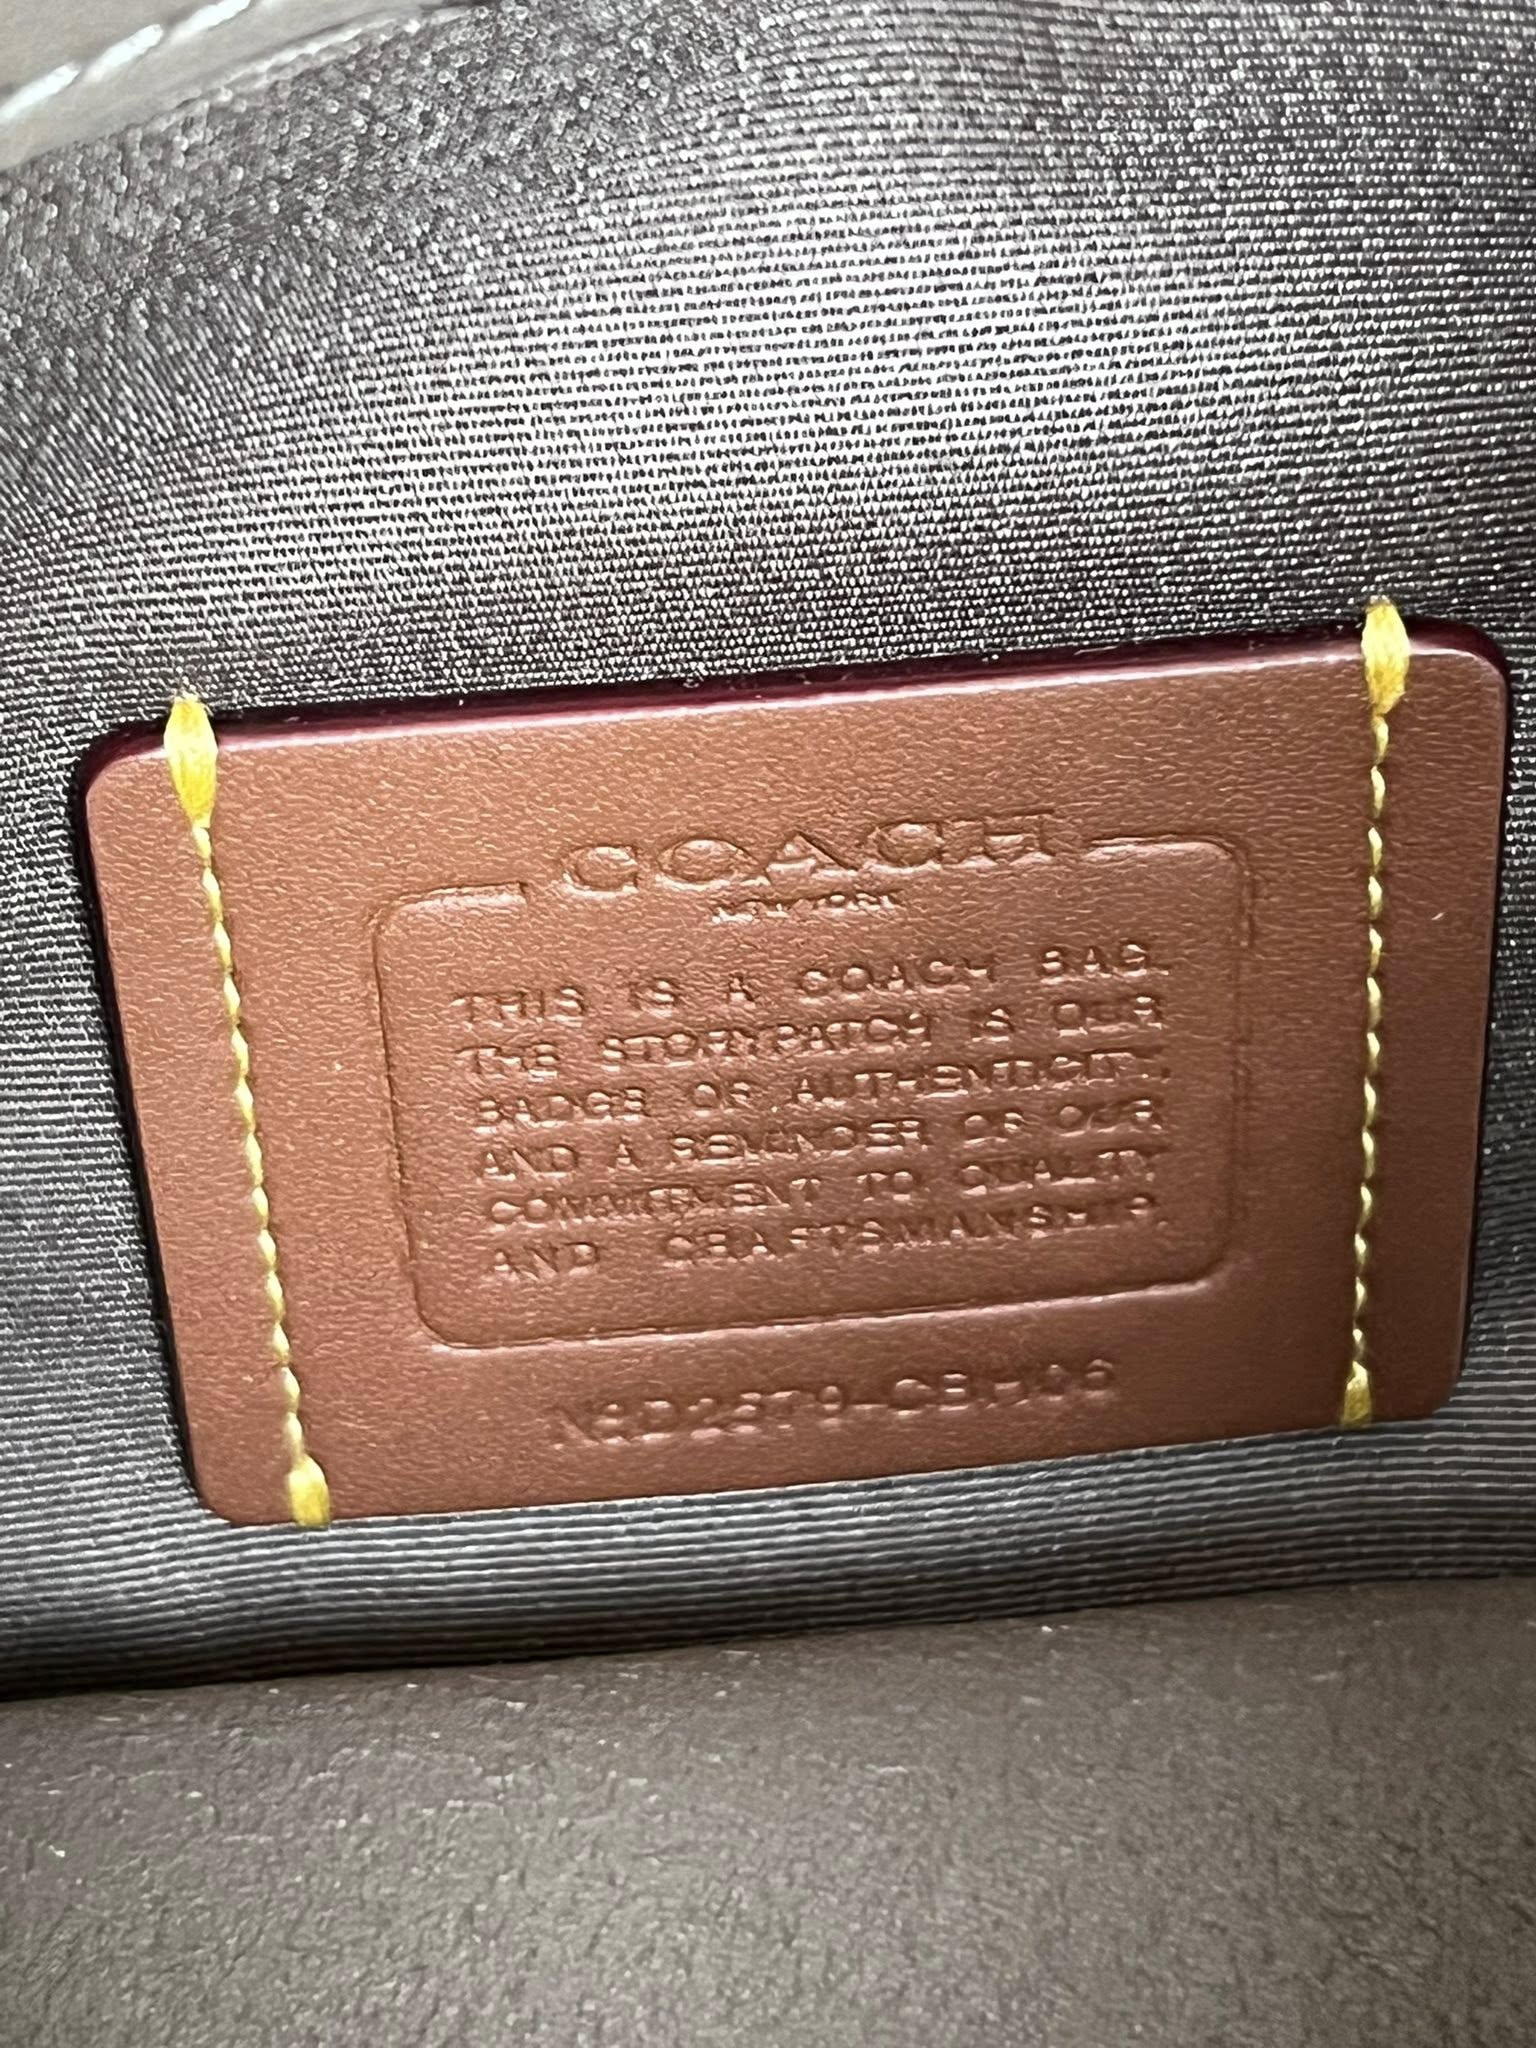 COACH
NEW YORK
THIS IS A COACH BAG.
THE STORYPATCH IS OUR
BADGE OF AUTHENTICITY,
AND A REMINDER OF OUR
COMMITMENT TO QUALITY
AND CRAFTSMANSHIP.